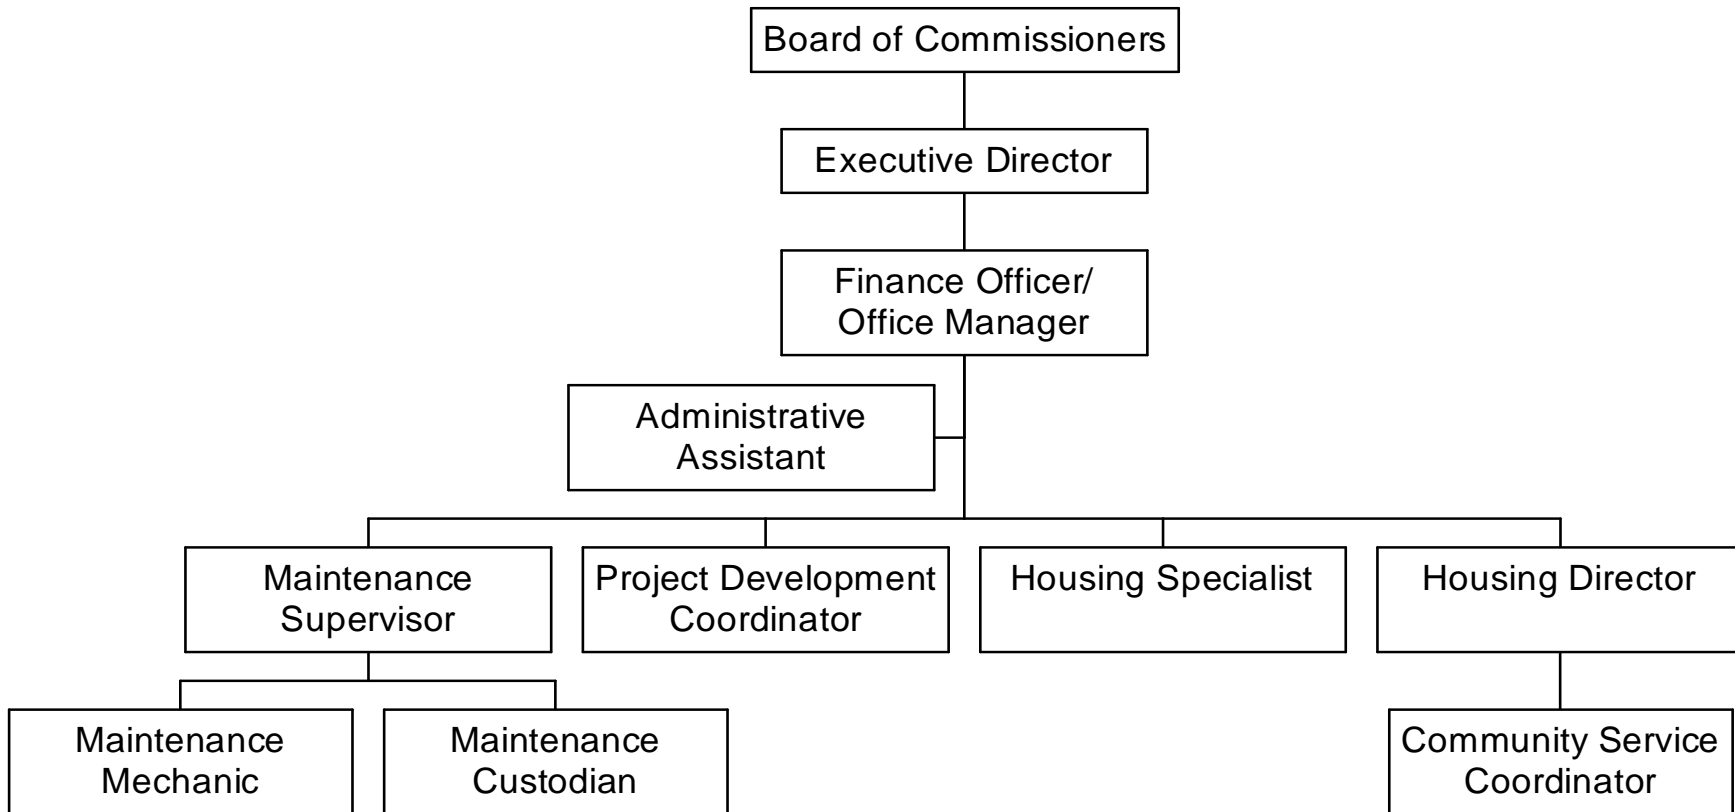 Board of Commissioners
Executive Director
Finance Officer/
Office Manager
Administrative
Assistant
Maintenance
Supervisor
Project Development
Coordinator
Housing Specialist
Housing Director
Maintenance
Mechanic
Maintenance
Custodian
Community Service
Coordinator